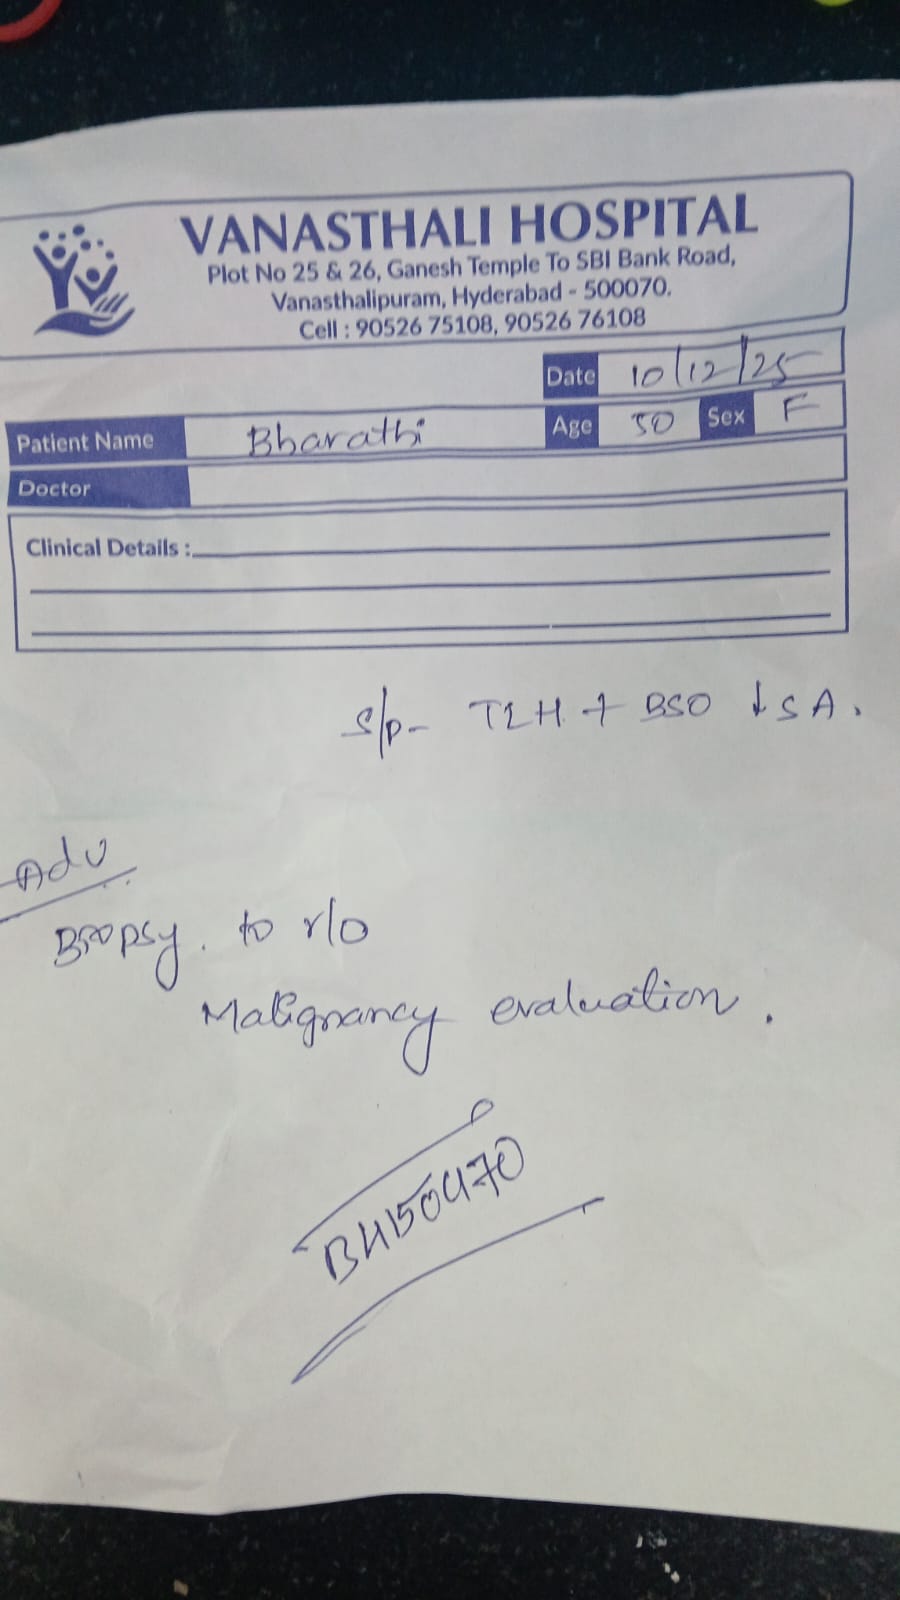 VANASTHALI HOSPITAL
Plot No 25 & 26, Ganesh Temple To SBI Bank Road,
Vanasthalipuram, Hyderabad - 500070.
Cell : 90526 75108, 90526 76108
Date 10/12/25
Patient Name Bharathi Age 50 Sex F
Doctor
Clinical Details :
S/p- TLH + BSO ↓ SA.
Adv
Biopsy. to r/o
Malignancy evaluation.
BH150470